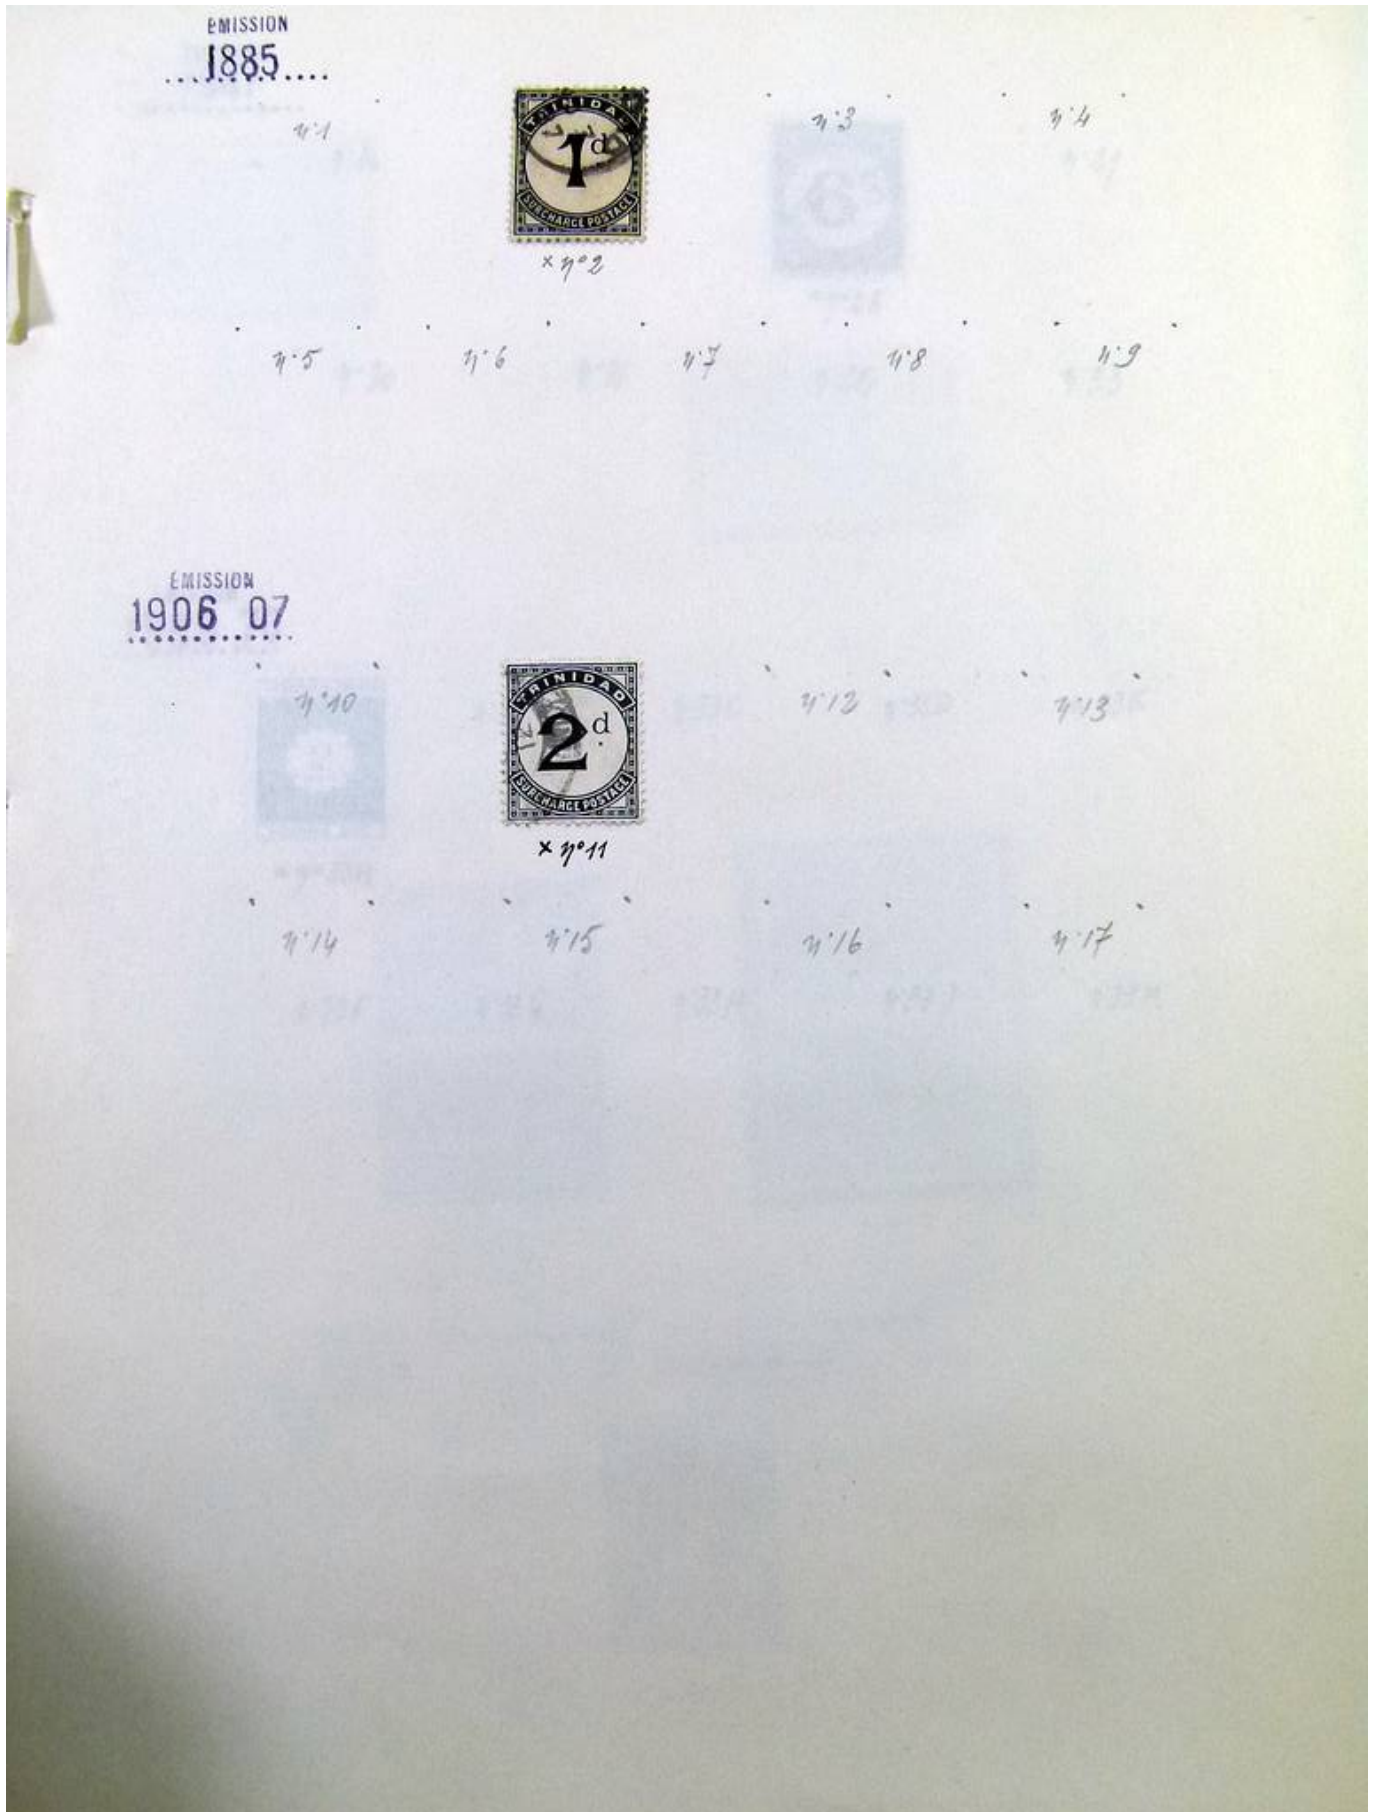 EMISSION
1885
n°1
TRINIDAD
1d
SURCHARGE POSTAGE
x n°2
n°3
n°4
n°5
n°6
n°7
n°8
n°9
EMISSION
1906 07
n°10
TRINIDAD
2d
SURCHARGE POSTAGE
x n°11
n°12
n°13
n°14
n°15
n°16
n°17